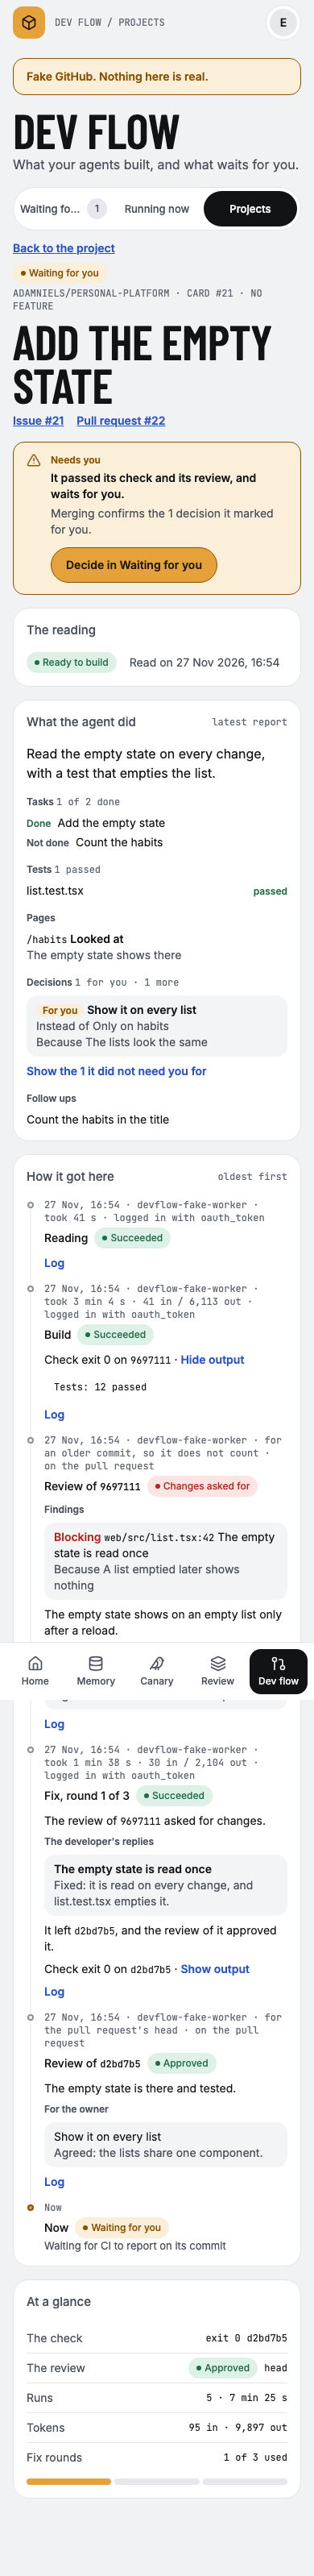 DEV FLOW / PROJECTS
E
Fake GitHub. Nothing here is real.
DEV FLOW
What your agents built, and what waits for you.
Waiting fo... 1 Running now Projects
Back to the project
Waiting for you
ADAMNIELS/PERSONAL-PLATFORM · CARD #21 · NO
FEATURE
ADD THE EMPTY
STATE
Issue #21 Pull request #22
Needs you
It passed its check and its review, and
waits for you.
Merging confirms the 1 decision it marked
for you.
Decide in Waiting for you
The reading
Ready to build Read on 27 Nov 2026, 16:54
What the agent did latest report
Read the empty state on every change,
with a test that empties the list.
Tasks 1 of 2 done
Done Add the empty state
Not done Count the habits
Tests 1 passed
list.test.tsx passed
Pages
/habits Looked at
The empty state shows there
Decisions 1 for you · 1 more
For you Show it on every list
Instead of Only on habits
Because The lists look the same
Show the 1 it did not need you for
Follow ups
Count the habits in the title
How it got here oldest first
27 Nov, 16:54 · devflow-fake-worker ·
took 41 s · logged in with oauth_token
Reading Succeeded
Log
27 Nov, 16:54 · devflow-fake-worker ·
took 3 min 4 s · 41 in / 6,113 out ·
logged in with oauth_token
Build Succeeded
Check exit 0 on 9697111 · Hide output
Tests: 12 passed
Log
27 Nov, 16:54 · devflow-fake-worker · for
an older commit, so it does not count ·
on the pull request
Review of 9697111 Changes asked for
Findings
Blocking web/src/list.tsx:42 The empty
state is read once
Because A list emptied later shows
nothing
The empty state shows on an empty list only
after a reload.
Home Memory Canary Review Dev flow
Log
27 Nov, 16:54 · devflow-fake-worker ·
took 1 min 38 s · 30 in / 2,104 out ·
logged in with oauth_token
Fix, round 1 of 3 Succeeded
The review of 9697111 asked for changes.
The developer's replies
The empty state is read once
Fixed: it is read on every change, and
list.test.tsx empties it.
It left d2bd7b5, and the review of it approved
it.
Check exit 0 on d2bd7b5 · Show output
Log
27 Nov, 16:54 · devflow-fake-worker · for
the pull request's head · on the pull
request
Review of d2bd7b5 Approved
The empty state is there and tested.
For the owner
Show it on every list
Agreed: the lists share one component.
Log
Now
Now Waiting for you
Waiting for CI to report on its commit
At a glance
The check exit 0 d2bd7b5
The review Approved head
Runs 5 · 7 min 25 s
Tokens 95 in · 9,897 out
Fix rounds 1 of 3 used